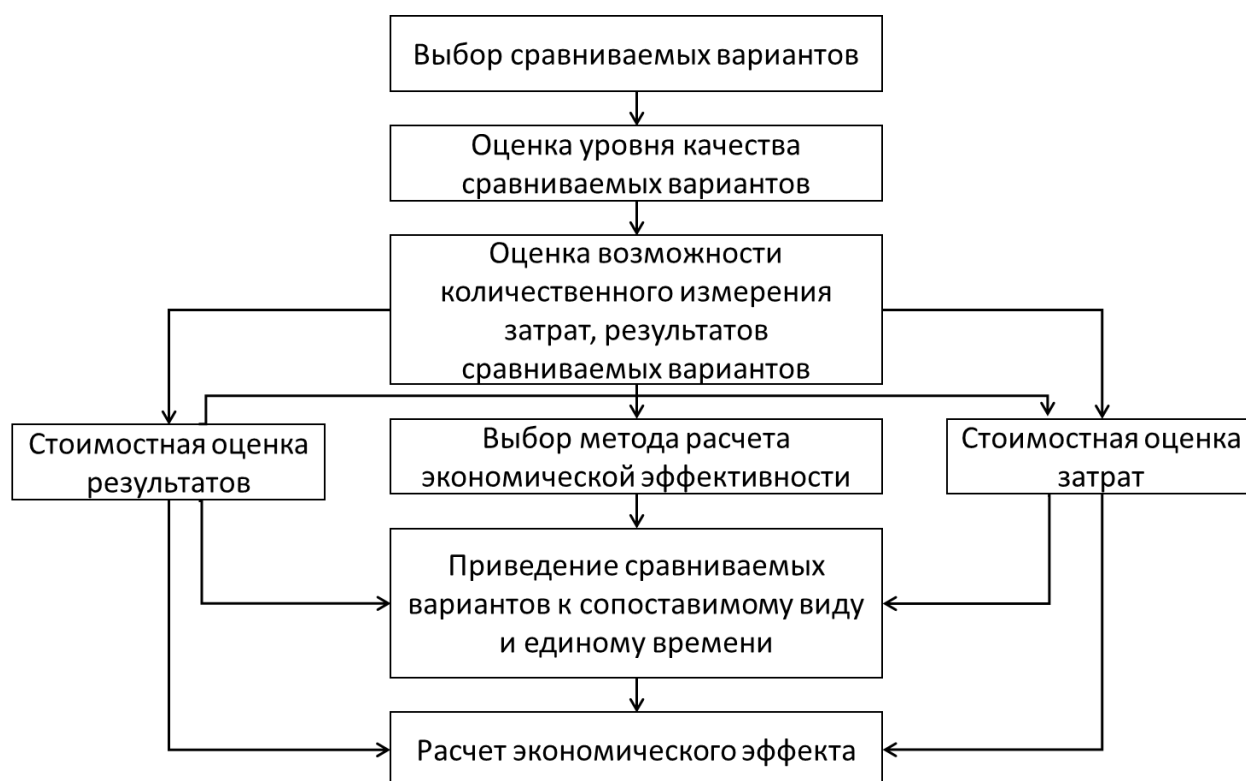 Выбор сравниваемых вариантов
Оценка уровня качества
сравниваемых вариантов
Оценка возможности
количественного измерения
затрат, результатов
сравниваемых вариантов
Стоимостная оценка
результатов
Выбор метода расчета
экономической эффективности
Стоимостная оценка
затрат
Приведение сравниваемых
вариантов к сопоставимому виду
и единому времени
Расчет экономического эффекта